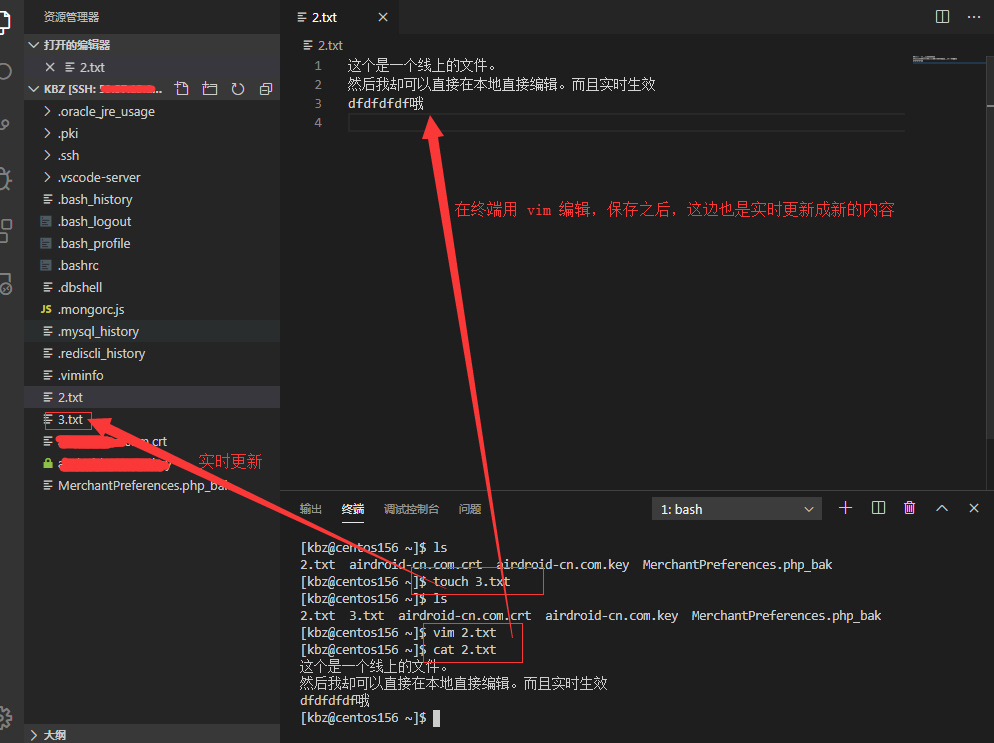 资源管理器
打开的编辑器
2.txt
KBZ [SSH:
.oracle_jre_usage
.pki
.ssh
.vscode-server
.bash_history
.bash_logout
.bash_profile
.bashrc
.dbshell
JS .mongorc.js
.mysql_history
.rediscli_history
.viminfo
2.txt
3.txt
.crt
实时更新
MerchantPreferences.php_bak
大纲
2.txt
2.txt
1 这个是一个线上的文件。
2 然后我却可以直接在本地直接编辑。而且实时生效
3 dfdfdfdf哦
4
在终端用 vim 编辑，保存之后，这边也是实时更新成新的内容
输出 终端 调试控制台 问题
1: bash
[kbz@centos156 ~]$ ls
2.txt airdroid-cn.com.crt airdroid-cn.com.key MerchantPreferences.php_bak
[kbz@centos156 ~]$ touch 3.txt
[kbz@centos156 ~]$ ls
2.txt 3.txt airdroid-cn.com.crt airdroid-cn.com.key MerchantPreferences.php_bak
[kbz@centos156 ~]$ vim 2.txt
[kbz@centos156 ~]$ cat 2.txt
这个是一个线上的文件。
然后我却可以直接在本地直接编辑。而且实时生效
dfdfdfdf哦
[kbz@centos156 ~]$